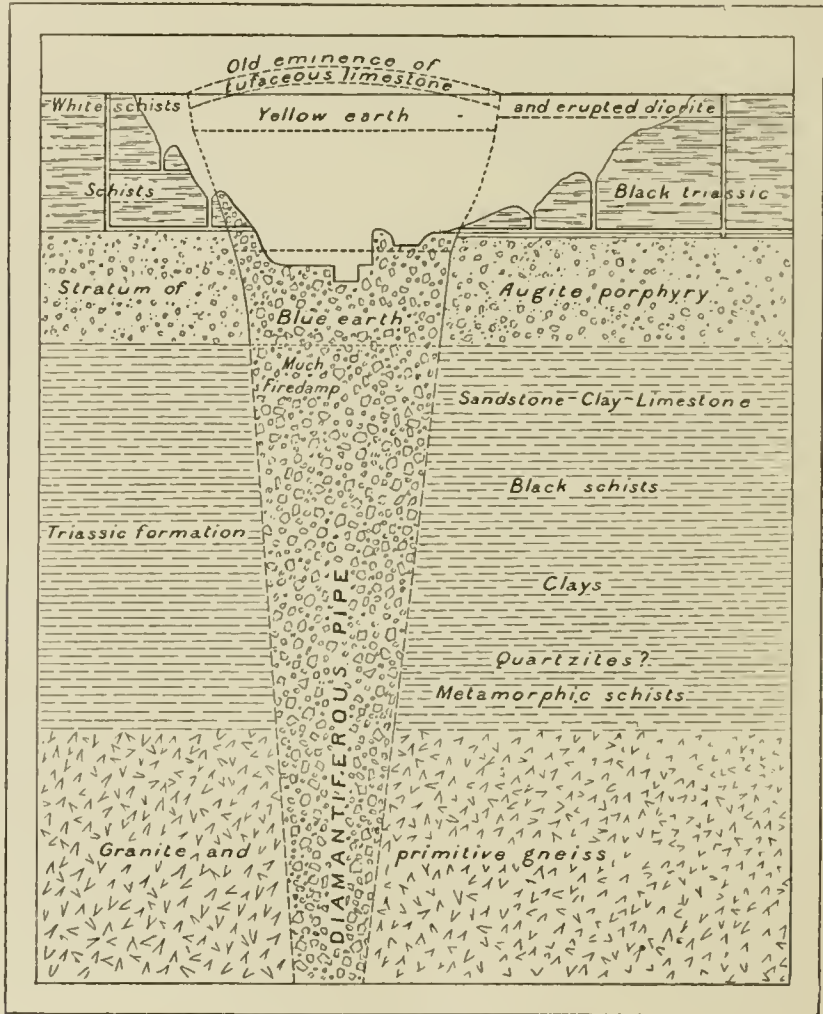 Old eminence of
tufaceous limestone
White schists
Yellow earth
and erupted diorite
Schists
Black triassic
Stratum of
Augite porphyry
Blue earth
Much
Firedamp
Sandstone-Clay-Limestone
Black schists
Triassic formation
Clays
Quartzites?
Metamorphic schists
DIAMANTIFEROUS PIPE
Granite and
primitive gneiss